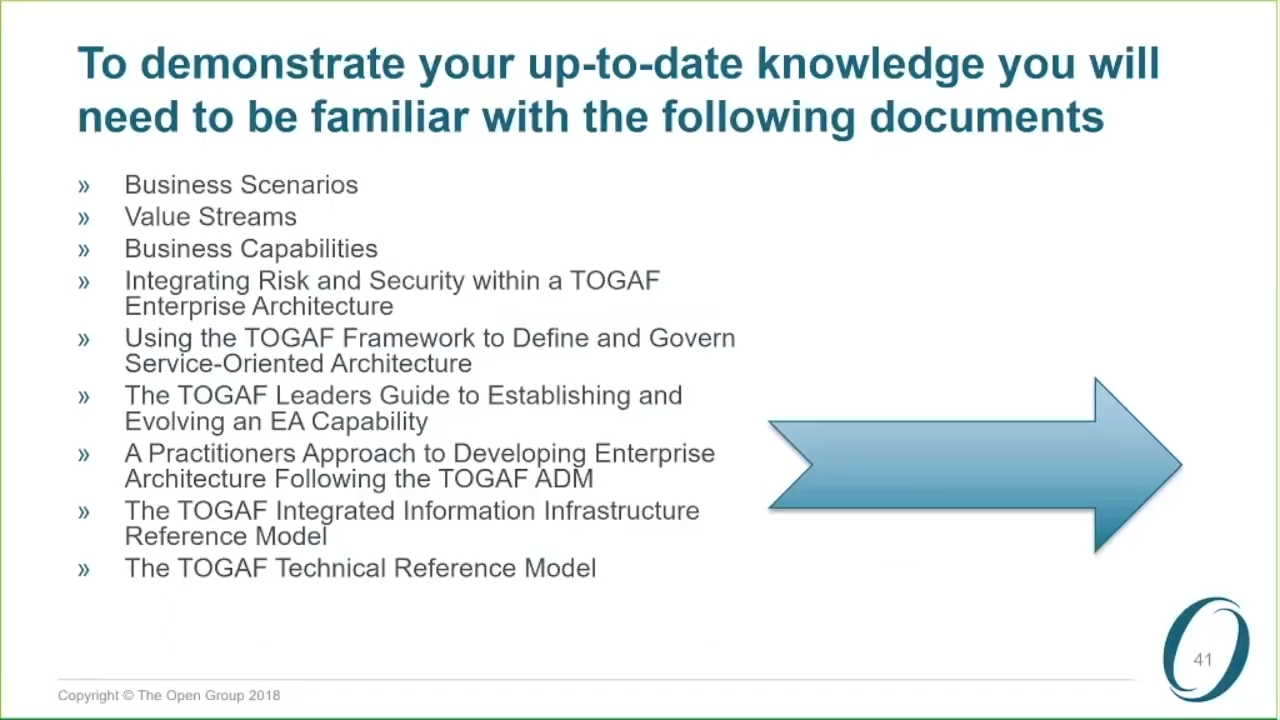 To demonstrate your up-to-date knowledge you will
need to be familiar with the following documents
» Business Scenarios
» Value Streams
» Business Capabilities
» Integrating Risk and Security within a TOGAF
Enterprise Architecture
» Using the TOGAF Framework to Define and Govern
Service-Oriented Architecture
» The TOGAF Leaders Guide to Establishing and
Evolving an EA Capability
» A Practitioners Approach to Developing Enterprise
Architecture Following the TOGAF ADM
» The TOGAF Integrated Information Infrastructure
Reference Model
» The TOGAF Technical Reference Model
41
Copyright © The Open Group 2018